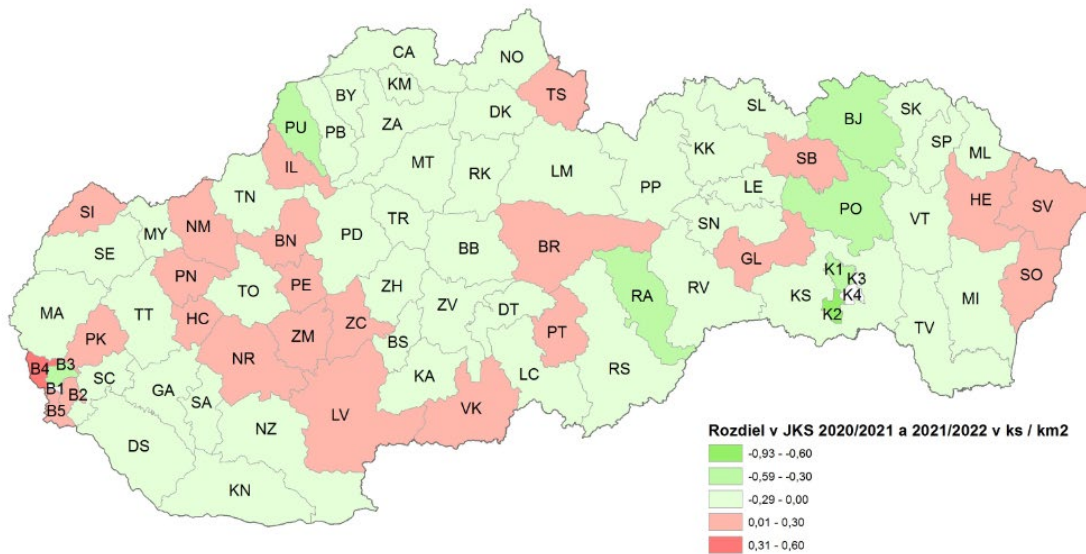 CA
NO
TS
KM
BY
DK
SL
PU
PB
ZA
BJ
SK
SP
ML
KK
SB
IL
MT
RK
LM
PP
LE
TN
HE
SV
SI
NM
MY
BN
PD
TR
BB
BR
SN
PO
VT
SE
GL
PN
PE
TO
ZH
ZV
DT
RA
RV
KS
K1
K3
K4
K2
MI
SO
MA
TT
HC
ZM
ZC
BS
PT
TV
PK
NR
KA
LC
RS
B4
B3
B1
B2
B5
SC
GA
SA
LV
VK
NZ
DS
KN
Rozdiel v JKS 2020/2021 a 2021/2022 v ks / km2
-0,93 - -0,60
-0,59 - -0,30
-0,29 - 0,00
0,01 - 0,30
0,31 - 0,60